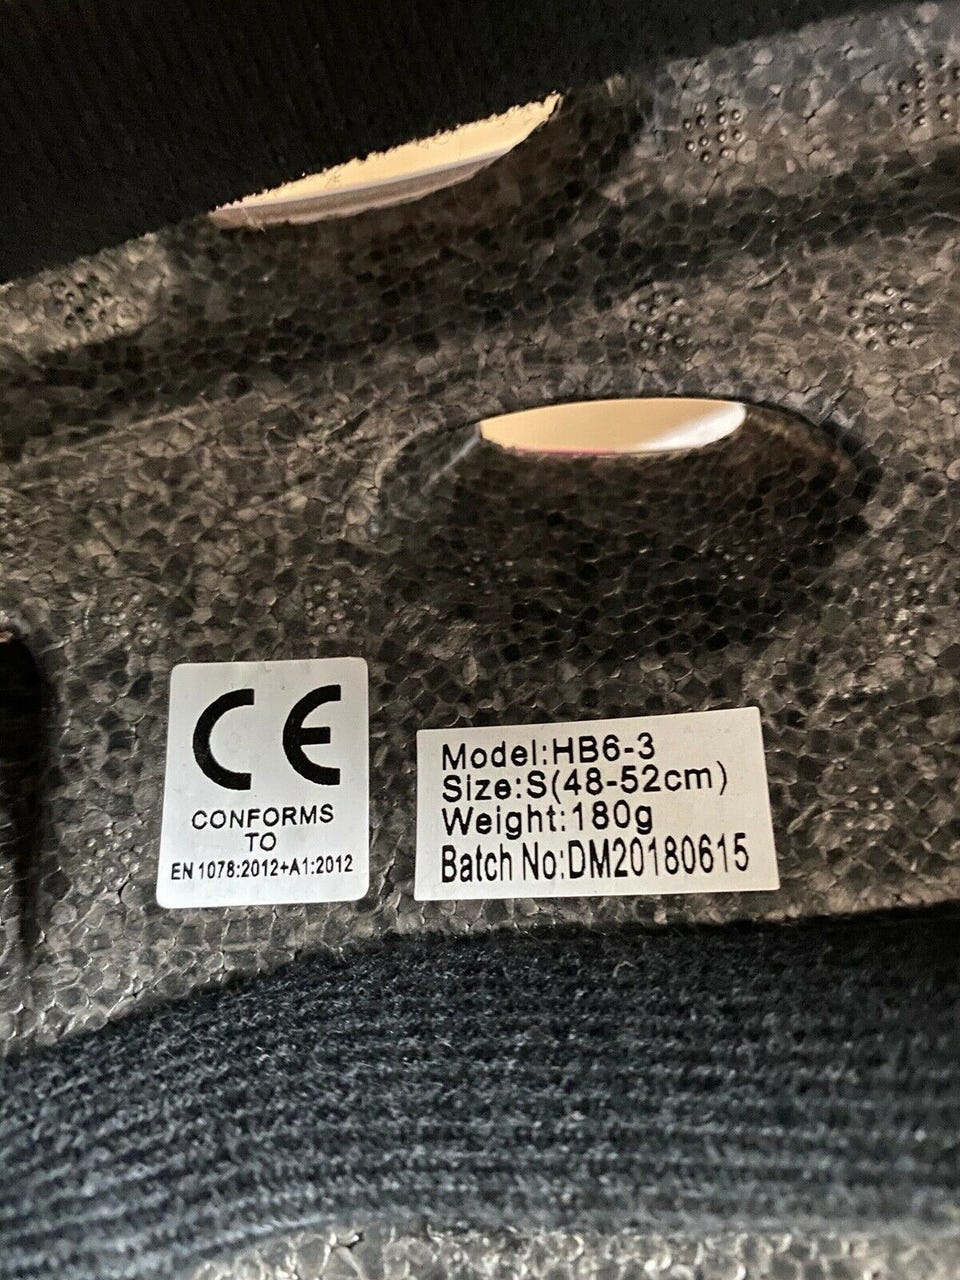 CE
CONFORMS
TO
EN 1078:2012+A1:2012
Model:HB6-3
Size:S(48-52cm)
Weight:180g
Batch No:DM20180615